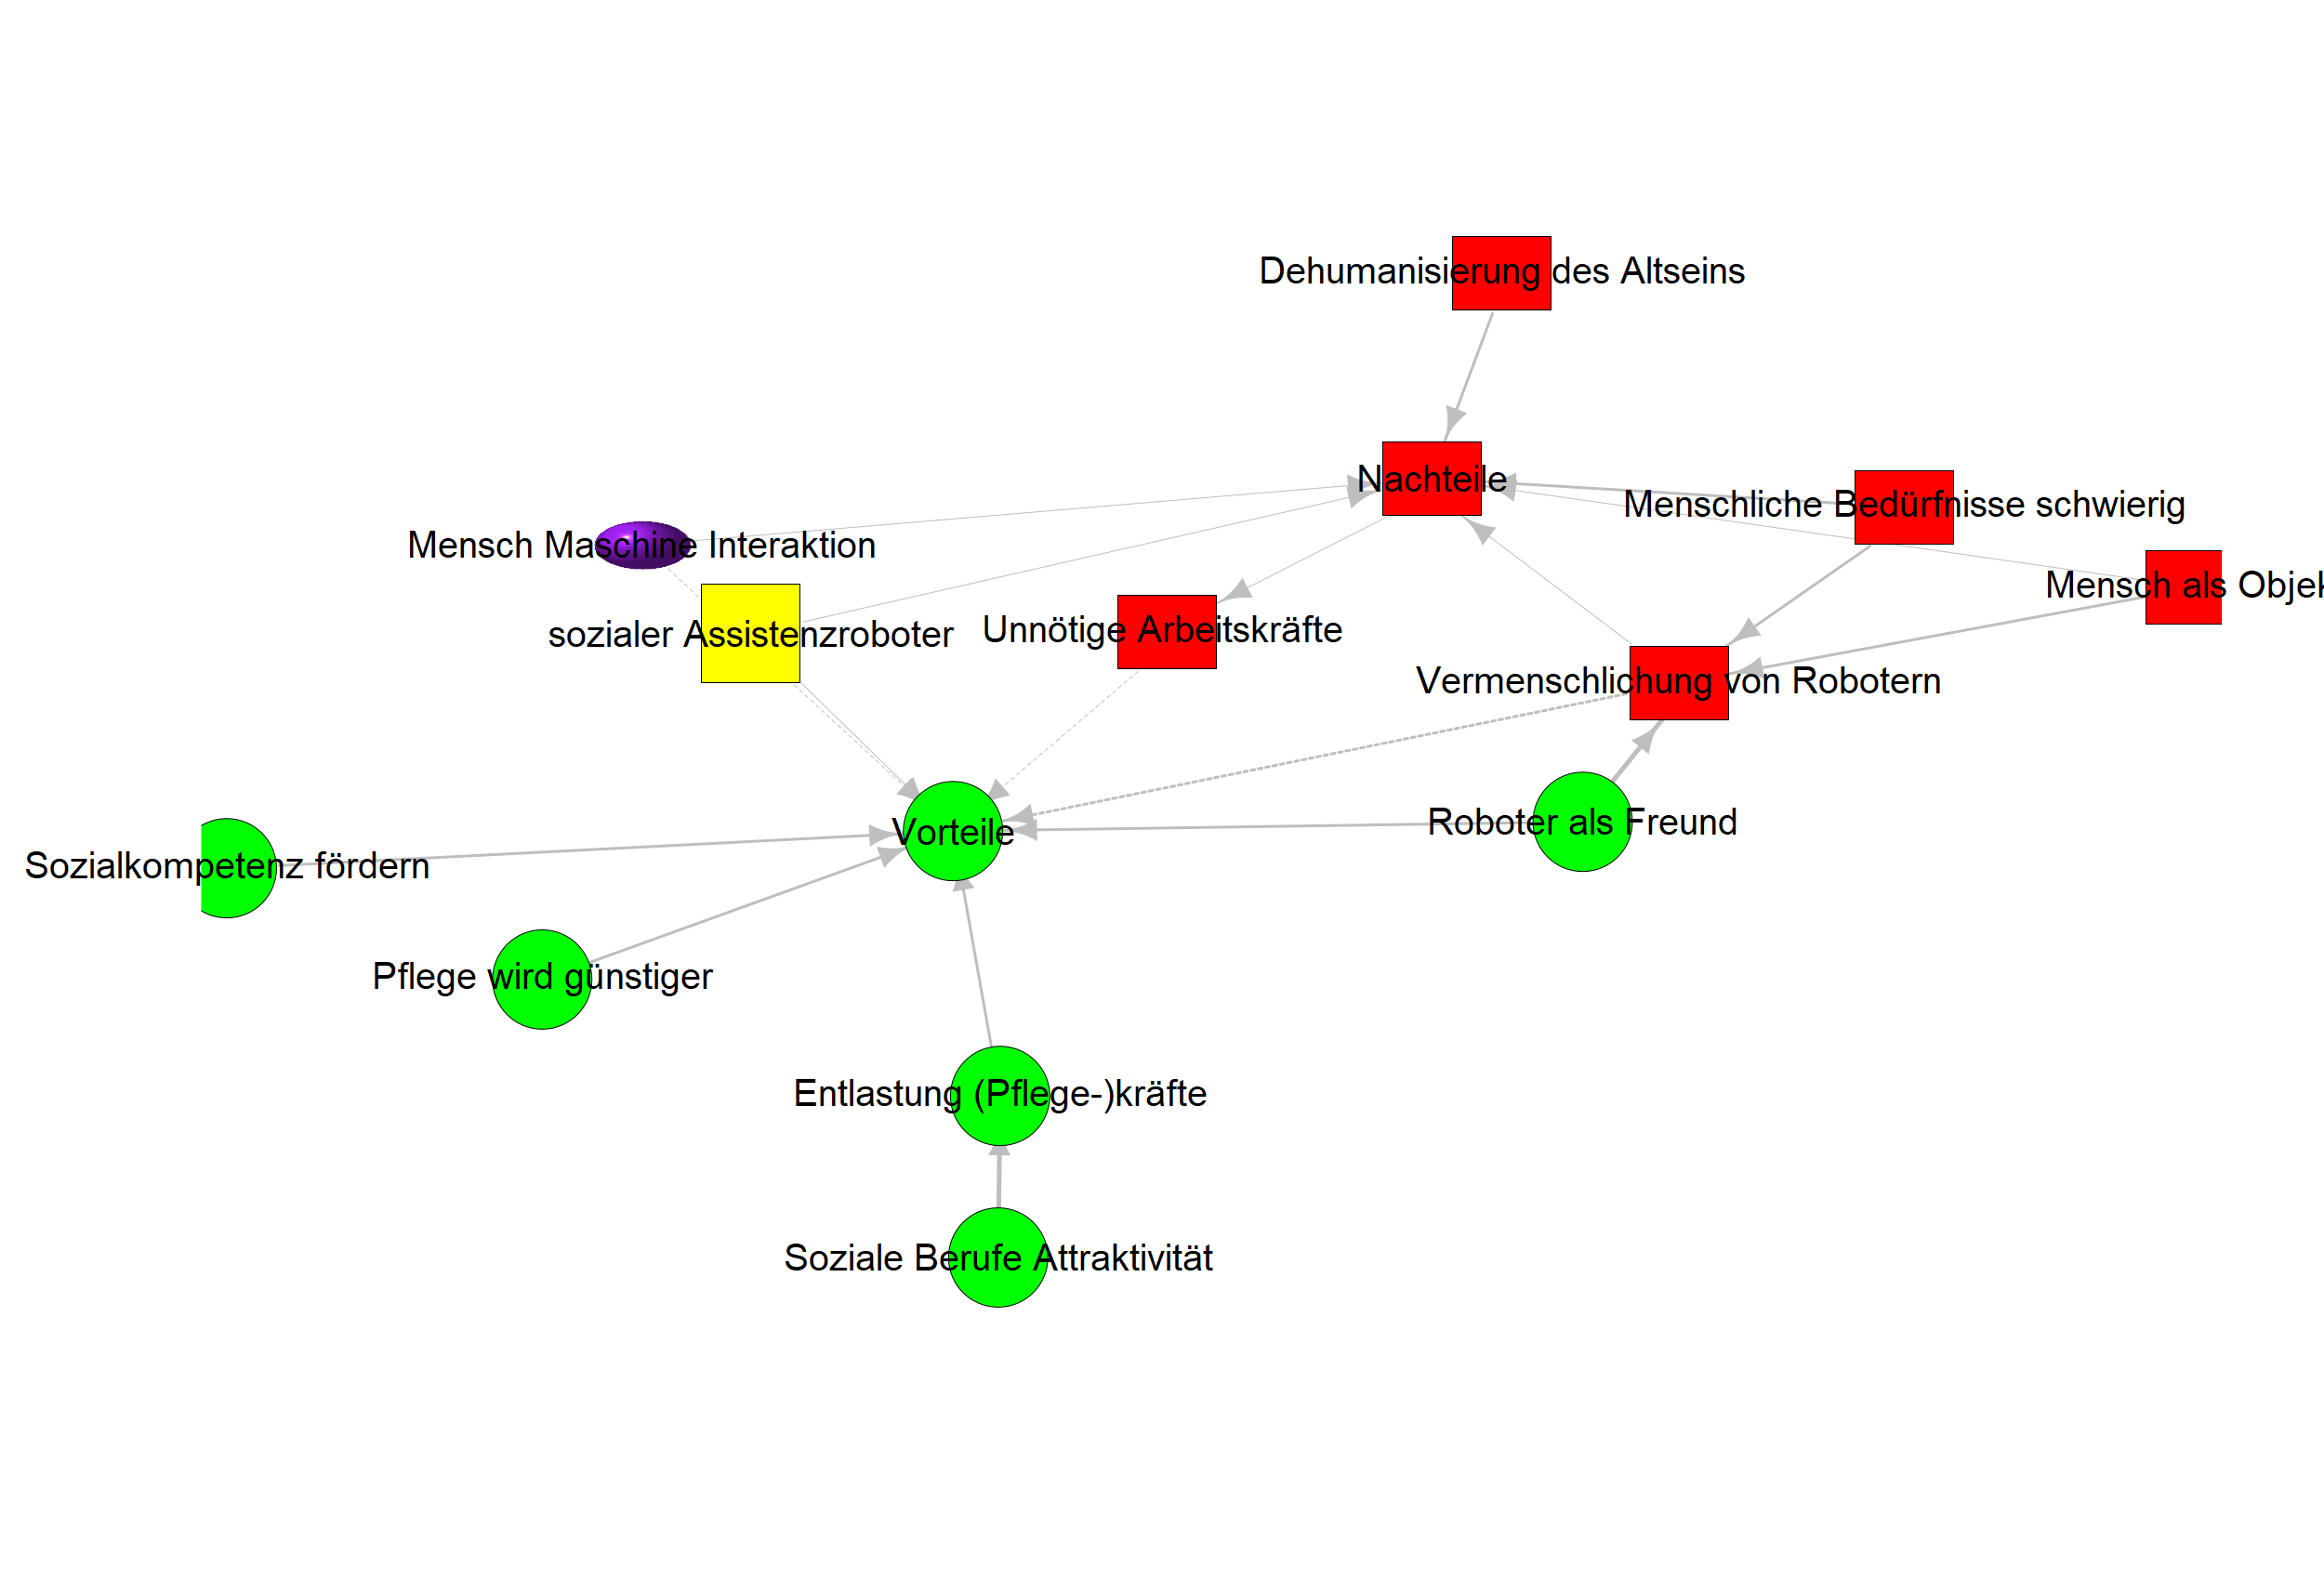 Dehumanisierung des Altseins
Nachteile
Menschliche Bedürfnisse schwierig
Mensch Maschine Interaktion
Mensch als Objek
sozialer Assistenzroboter
Unnötige Arbeitskräfte
Vermenschlichung von Robotern
Vorteile
Roboter als Freund
Sozialkompetenz fördern
Pflege wird günstiger
Entlastung (Pflege-)kräfte
Soziale Berufe Attraktivität